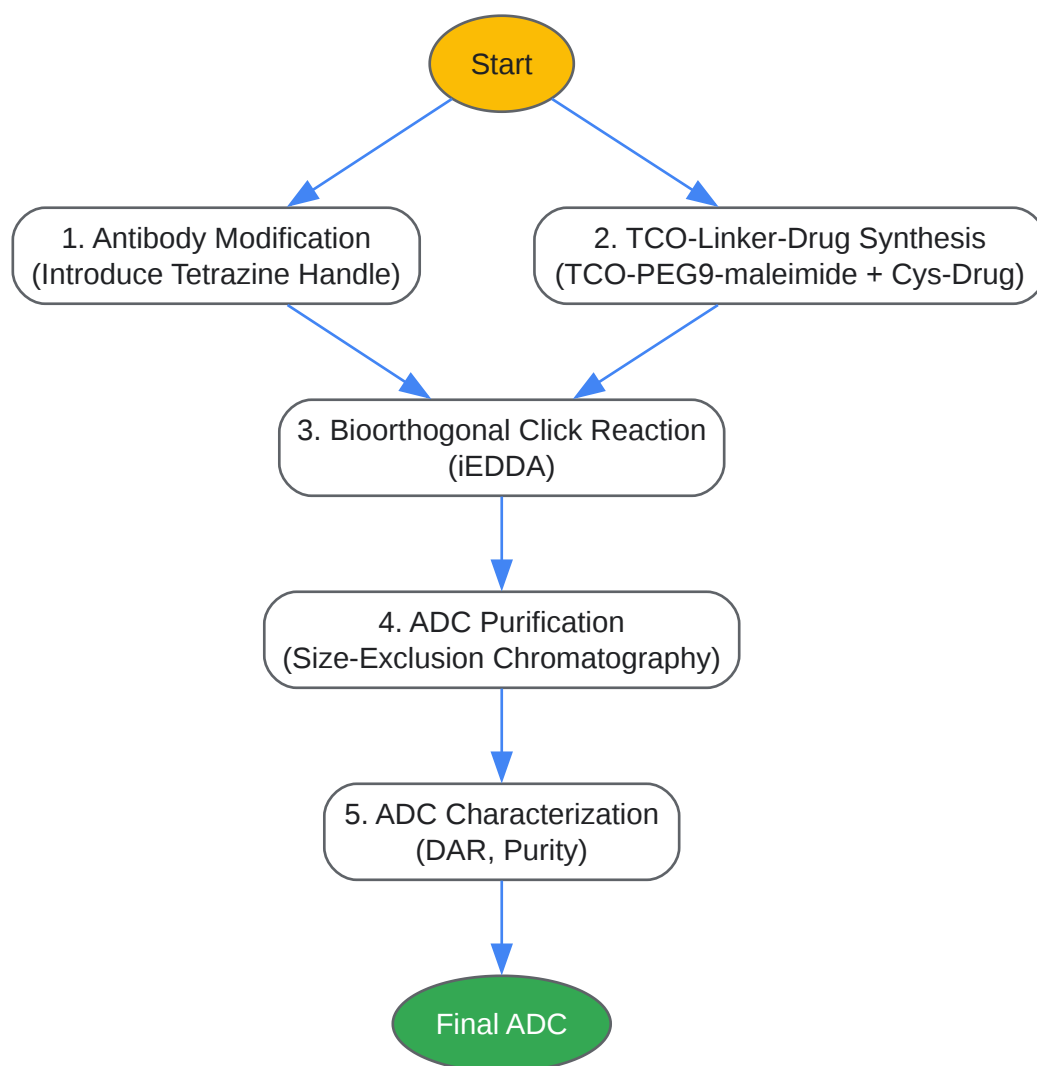 Start
1. Antibody Modification
(Introduce Tetrazine Handle)
2. TCO-Linker-Drug Synthesis
(TCO-PEG9-maleimide + Cys-Drug)
3. Bioorthogonal Click Reaction
(iEDDA)
4. ADC Purification
(Size-Exclusion Chromatography)
5. ADC Characterization
(DAR, Purity)
Final ADC